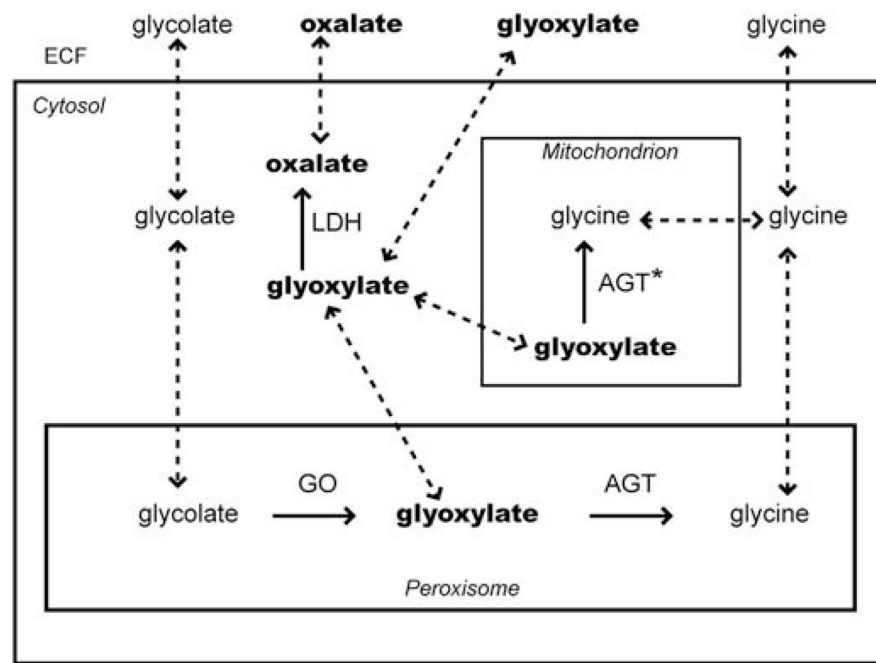 glycolate oxalate glyoxylate glycine
ECF
Cytosol
oxalate Mitochondrion
glycolate LDH glycine glycine
glyoxylate AGT*
glyoxylate
GO AGT
glycolate glyoxylate glycine
Peroxisome